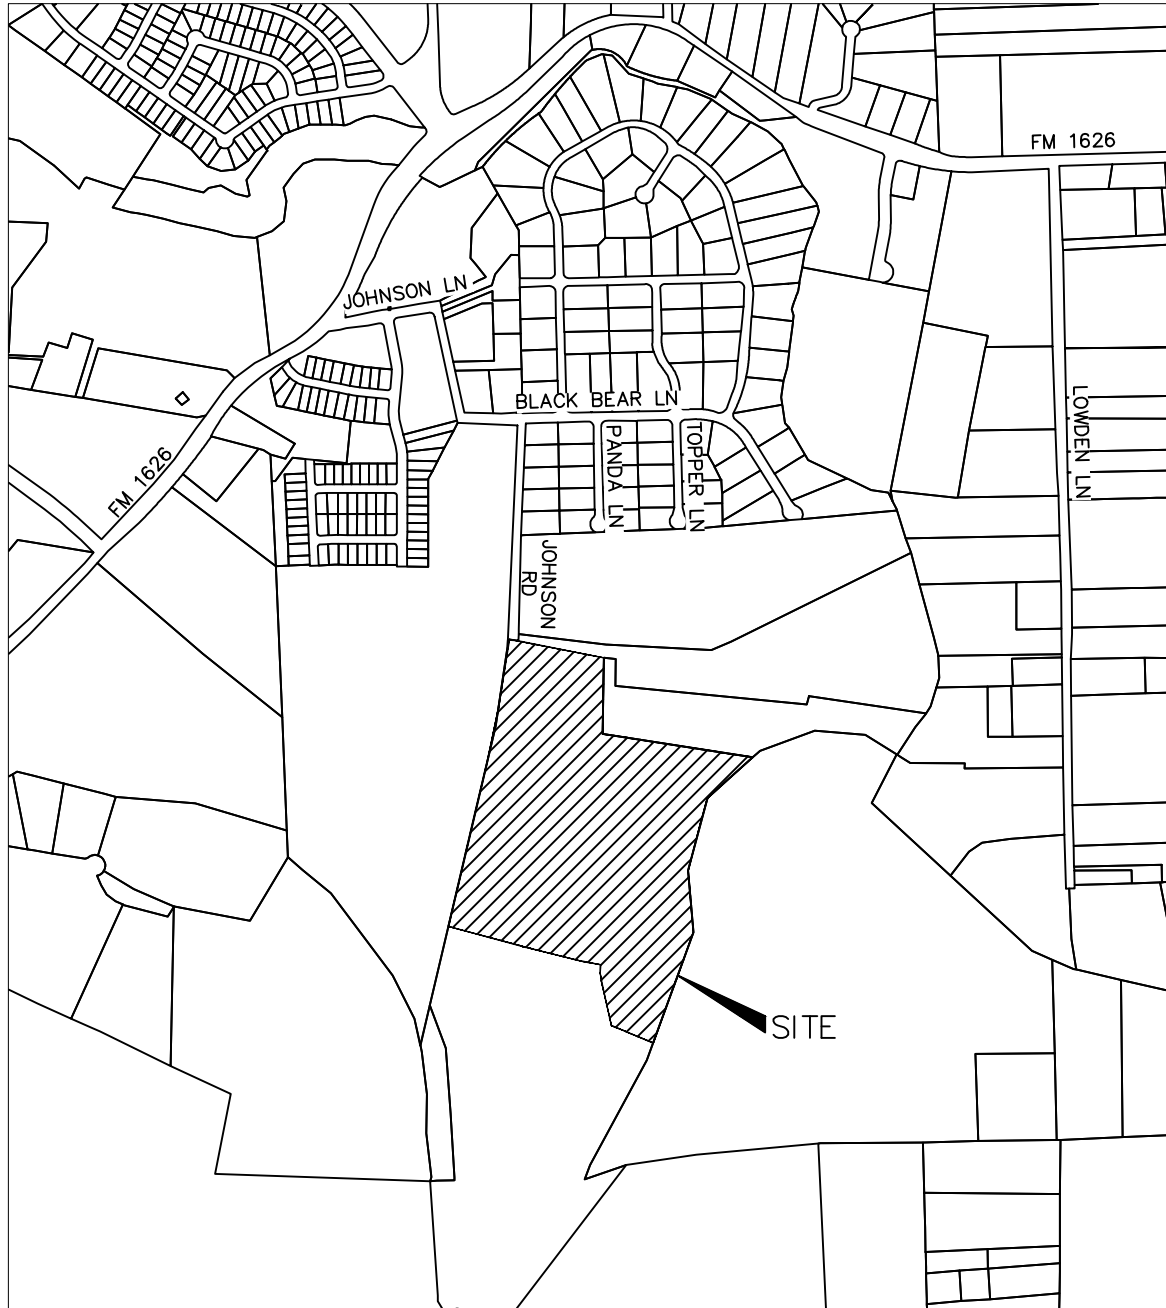 FM 1626
JOHNSON LN
BLACK BEAR LN
LOWDEN LN
FM 1626
PANDA LN
TOPPER LN
JOHNSON
RD
SITE